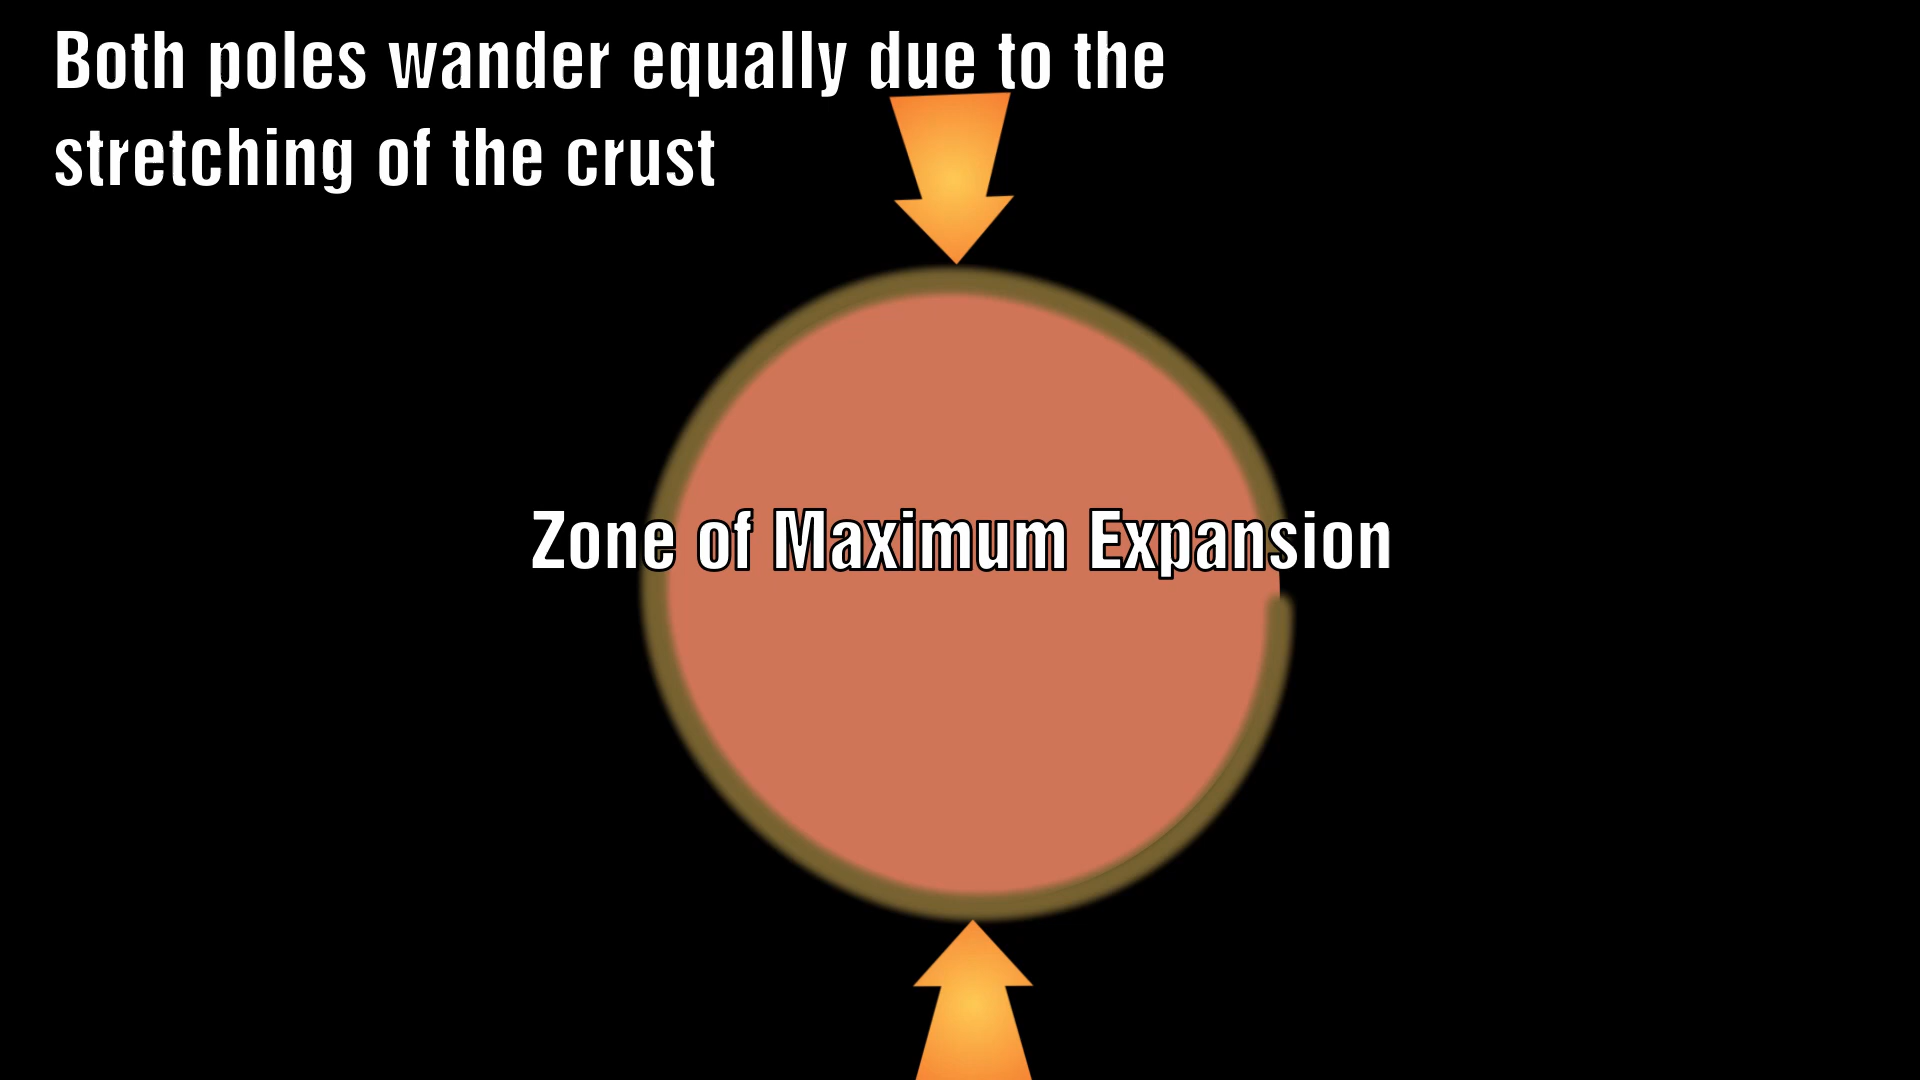 Both poles wander equally due to the
stretching of the crust
Zone of Maximum Expansion